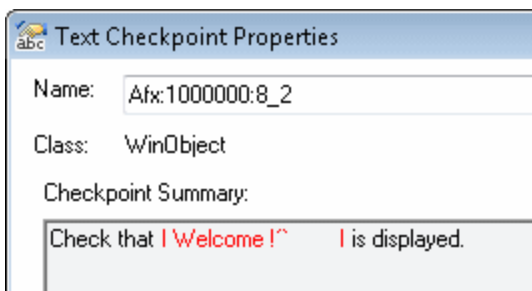 abc Text Checkpoint Properties
Name: Afx:1000000:8_2
Class: WinObject
Checkpoint Summary:
Check that I Welcome !^ I is displayed.